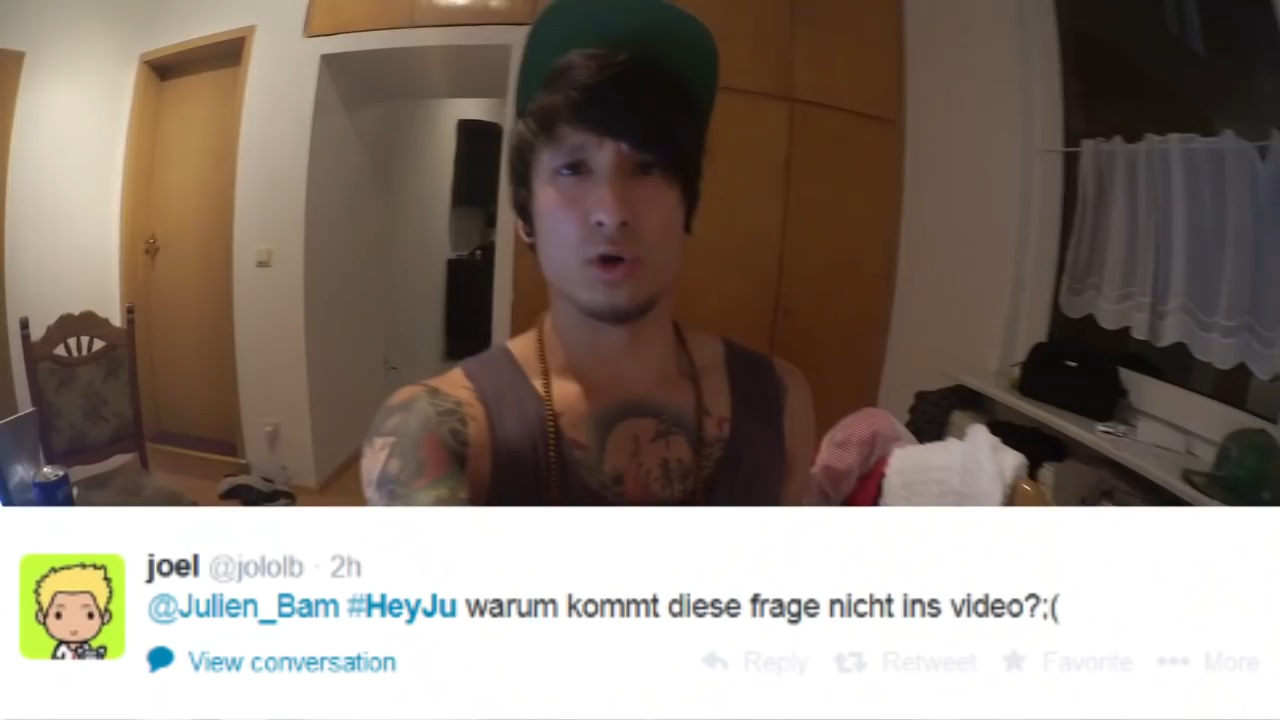 joel @jololb · 2h
@Julien_Bam #HeyJu warum kommt diese frage nicht ins video?;(
View conversation Reply Retweet Favorite More